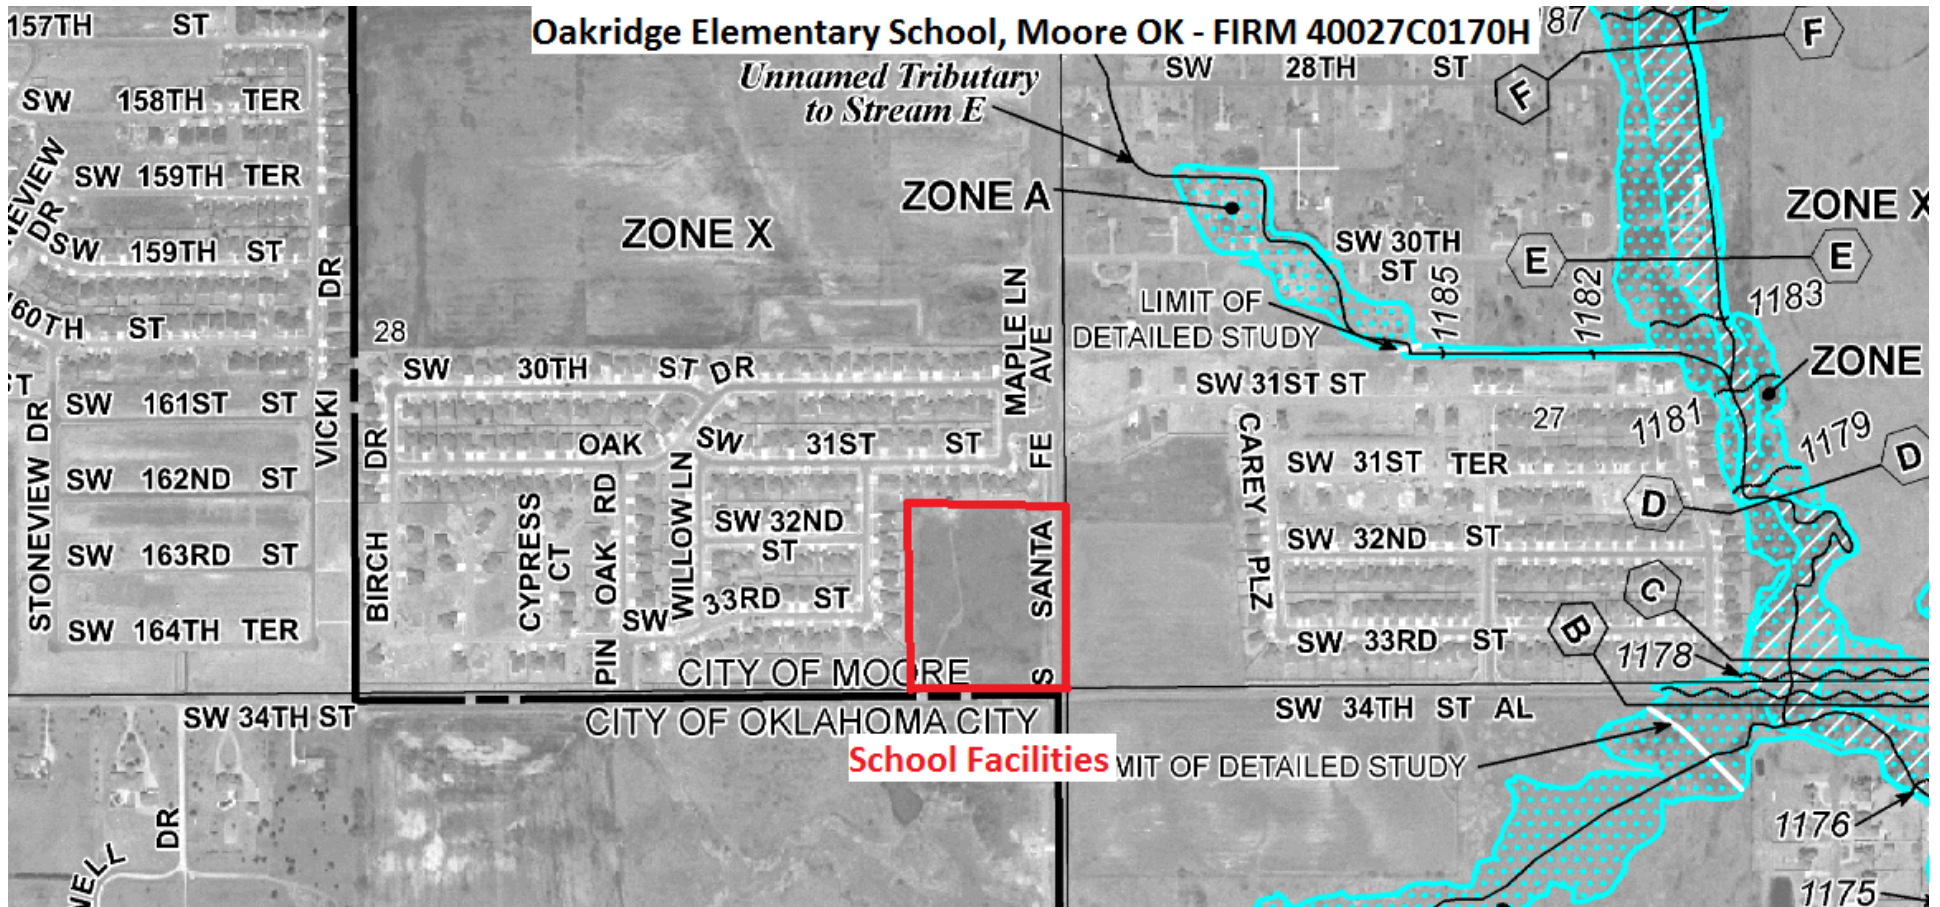 Oakridge Elementary School, Moore OK - FIRM 40027C0170H
157TH ST
SW 158TH TER
SW 159TH TER
NEVIEW
DR
SW 159TH ST
160TH ST
ST
SW 161ST ST
SW 162ND ST
SW 163RD ST
SW 164TH TER
STONEVIEW DR
VICKI DR
28
Unnamed Tributary
to Stream E
ZONE A
ZONE X
SW 28TH ST
187
F
F
ZONE X
SW 30TH
ST
E
E
1185
1182
1183
LIMIT OF
DETAILED STUDY
MAPLE LN
S SANTA FE AVE
SW 30TH ST DR
OAK
SW 31ST ST
BIRCH DR
CYPRESS
CT
PIN OAK RD
WILLOW LN
SW 32ND
ST
SW 33RD ST
SW 31ST ST
ZONE
CAREY PLZ
27
1181
1179
SW 31ST TER
D
D
SW 32ND ST
C
B
SW 33RD ST
1178
CITY OF MOORE
CITY OF OKLAHOMA CITY
SW 34TH ST
SW 34TH ST AL
School Facilities
MIT OF DETAILED STUDY
DR
NELL
1176
1175